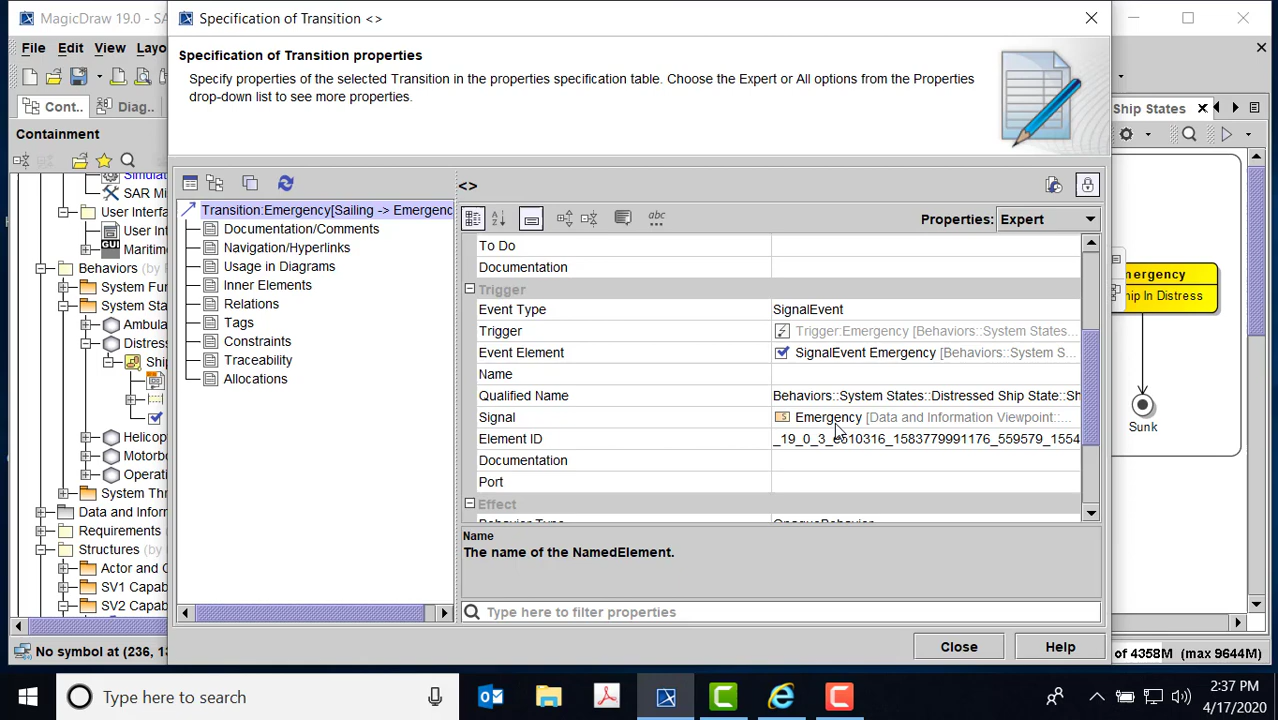 MagicDraw 19.0 - SA
Specification of Transition <>
File Edit View Layo
Specification of Transition properties
Specify properties of the selected Transition in the properties specification table. Choose the Expert or All options from the Properties
drop-down list to see more properties.
Cont..
Diag..
Ship States
Containment
<>
SAR Mi
Transition:Emergency[Sailing -> Emergenc
User Interfa
Documentation/Comments
Properties: Expert
User Int
Navigation/Hyperlinks
To Do
GUI Maritim
Usage in Diagrams
Documentation
Behaviors (by
Inner Elements
Trigger
mergency
System Fun
Relations
Event Type SignalEvent
hip In Distress
System Sta
Tags
Trigger Trigger:Emergency [Behaviors::System States...
Ambula
Constraints
Event Element SignalEvent Emergency [Behaviors::System S...
Distres
Traceability
Name
Ship
Allocations
Qualified Name Behaviors::System States::Distressed Ship State::Sh
Signal Emergency [Data and Information Viewpoint::...
Sunk
Helicop
Element ID
Motorbo
Documentation
Operati
Port
System Thr
Effect
Data and Inforr
Requirements
Name
Structures (by
The name of the NamedElement.
Actor and C
SV1 Capab
SV2 Capab
Type here to filter properties
No symbol at (236, 1
Close
Help
of 4358M (max 9644M)
Type here to search
2:37 PM
4/17/2020